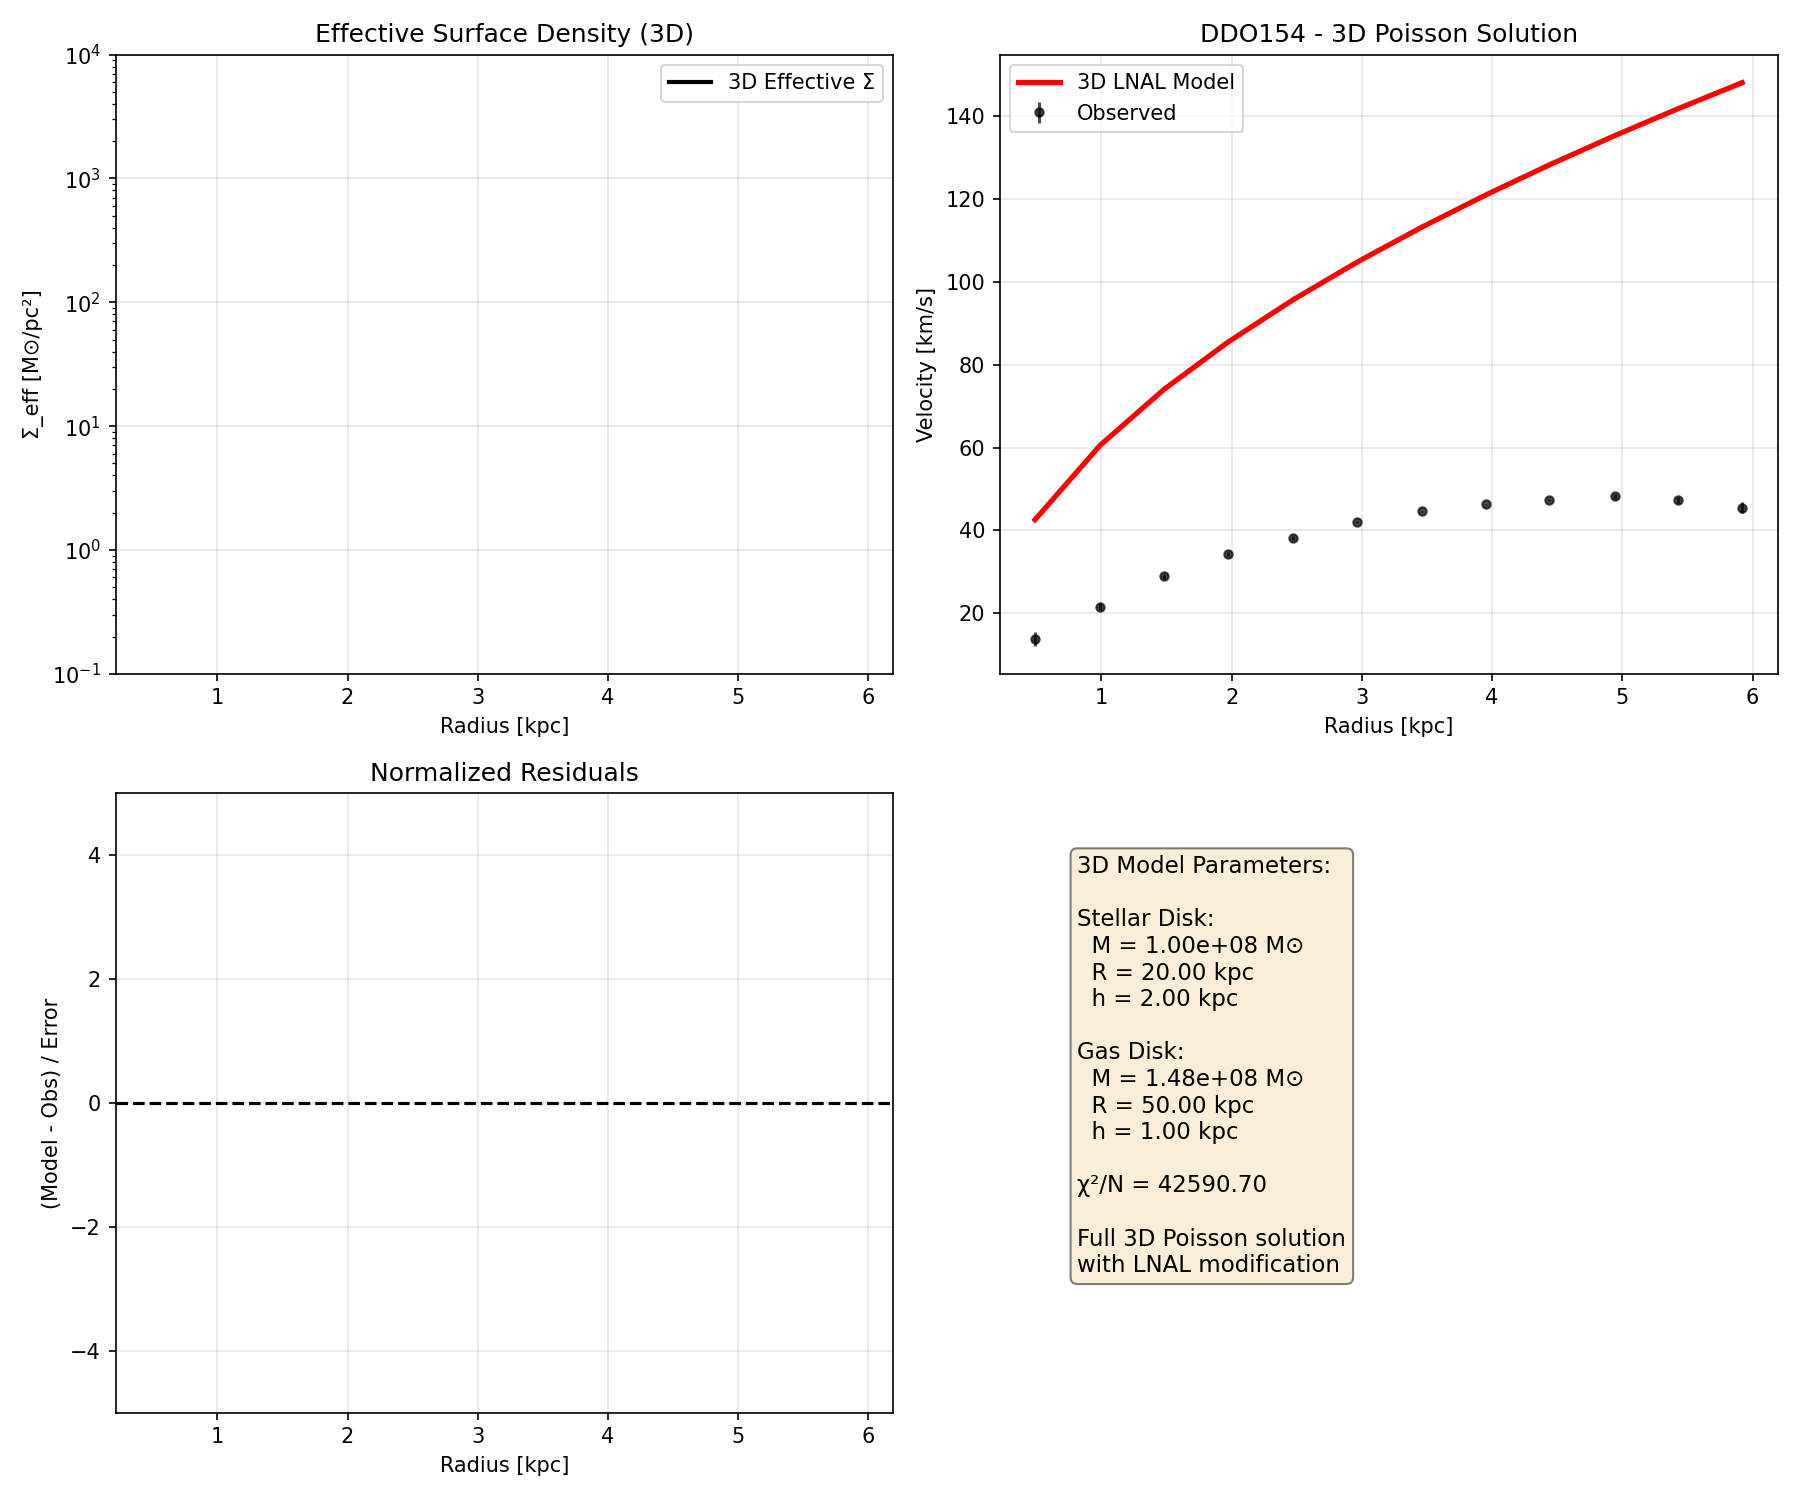 Effective Surface Density (3D)
3D Effective Σ
10⁴
10³
10²
10¹
10⁰
10⁻¹
Σ_eff [M⊙/pc²]
1 2 3 4 5 6
Radius [kpc]
DDO154 - 3D Poisson Solution
3D LNAL Model
Observed
140
120
100
80
60
40
20
Velocity [km/s]
1 2 3 4 5 6
Radius [kpc]
Normalized Residuals
4
2
0
−2
−4
(Model - Obs) / Error
1 2 3 4 5 6
Radius [kpc]
3D Model Parameters:
Stellar Disk:
M = 1.00e+08 M⊙
R = 20.00 kpc
h = 2.00 kpc
Gas Disk:
M = 1.48e+08 M⊙
R = 50.00 kpc
h = 1.00 kpc
χ²/N = 42590.70
Full 3D Poisson solution
with LNAL modification